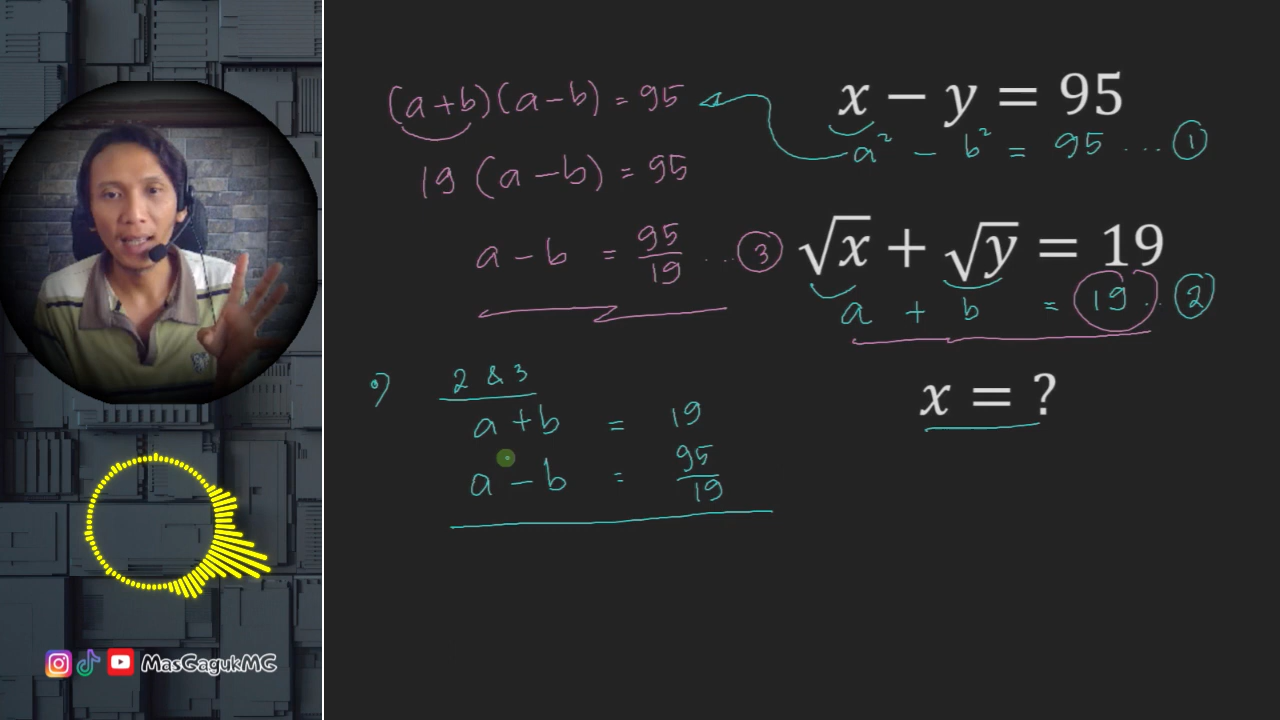 (a+b)(a-b) = 95
19 (a-b) = 95
a - b = 95/19 ... ③
x − y = 95
a² - b² = 95 ... ①
√x + √y = 19
a + b = 19 .. ②
x = ?
2 & 3
a + b = 19
a - b = 95/19
MasGagukMG